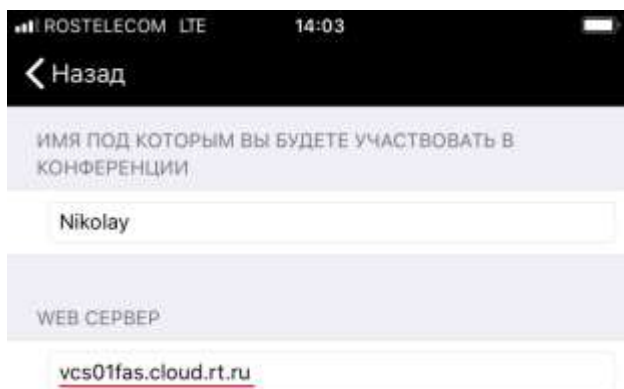 ROSTELECOM LTE 14:03
Назад
ИМЯ ПОД КОТОРЫМ ВЫ БУДЕТЕ УЧАСТВОВАТЬ В
КОНФЕРЕНЦИИ
Nikolay
WEB СЕРВЕР
vcs01fas.cloud.rt.ru